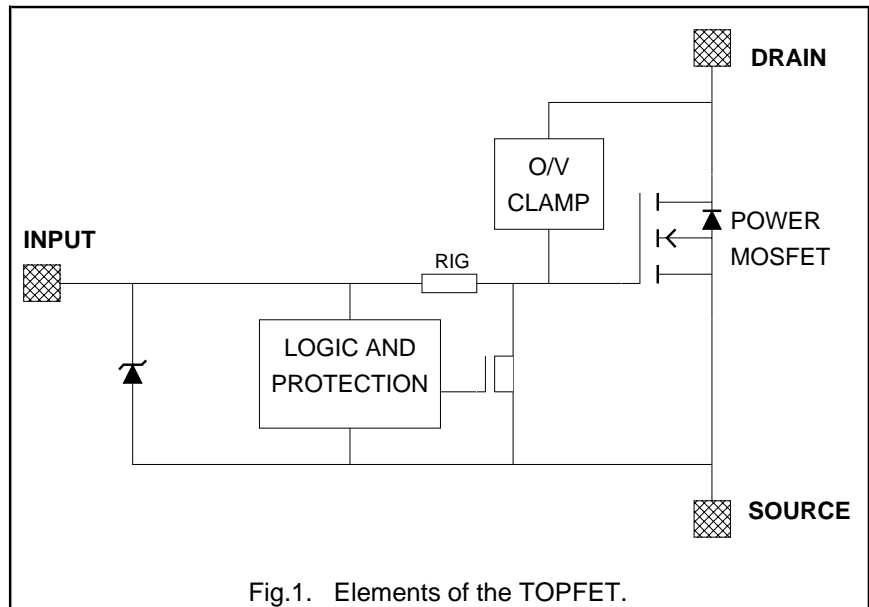 DRAIN
O/V
CLAMP
POWER
MOSFET
INPUT
RIG
LOGIC AND
PROTECTION
SOURCE
Fig.1. Elements of the TOPFET.